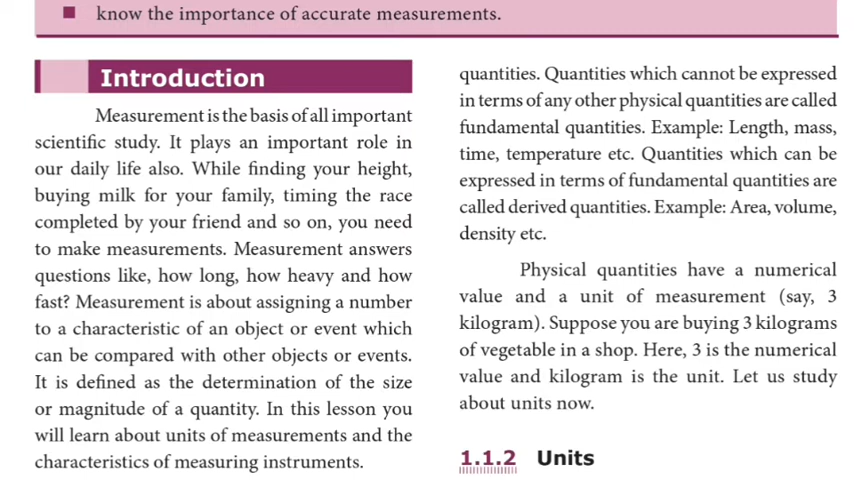 know the importance of accurate measurements.
Introduction
Measurement is the basis of all important
scientific study. It plays an important role in
our daily life also. While finding your height,
buying milk for your family, timing the race
completed by your friend and so on, you need
to make measurements. Measurement answers
questions like, how long, how heavy and how
fast? Measurement is about assigning a number
to a characteristic of an object or event which
can be compared with other objects or events.
It is defined as the determination of the size
or magnitude of a quantity. In this lesson you
will learn about units of measurements and the
characteristics of measuring instruments.
quantities. Quantities which cannot be expressed
in terms of any other physical quantities are called
fundamental quantities. Example: Length, mass,
time, temperature etc. Quantities which can be
expressed in terms of fundamental quantities are
called derived quantities. Example: Area, volume,
density etc.
Physical quantities have a numerical
value and a unit of measurement (say, 3
kilogram). Suppose you are buying 3 kilograms
of vegetable in a shop. Here, 3 is the numerical
value and kilogram is the unit. Let us study
about units now.
1.1.2 Units